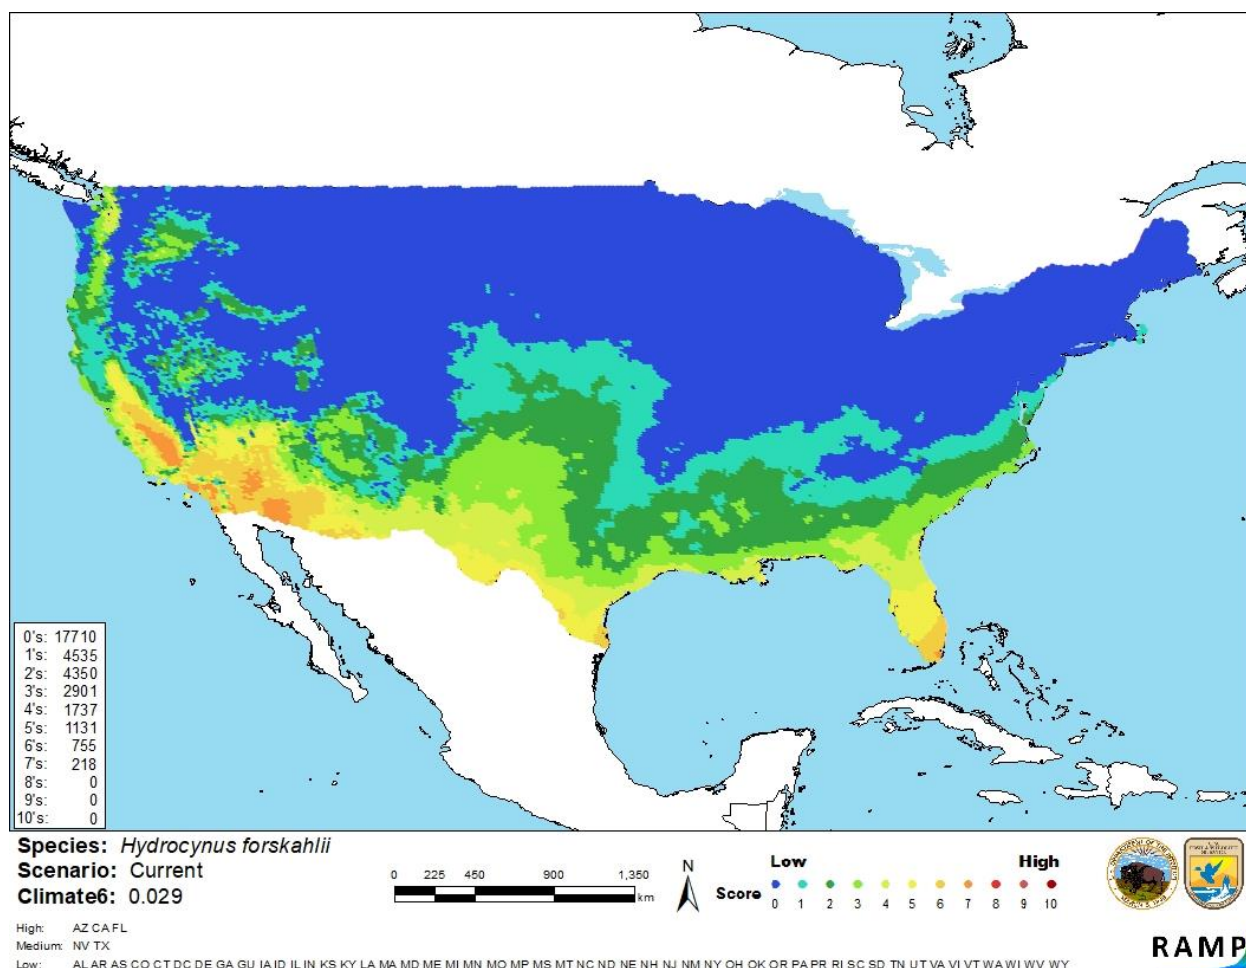 0's: 17710
1's: 4535
2's: 4350
3's: 2901
4's: 1737
5's: 1131
6's: 755
7's: 218
8's: 0
9's: 0
10's: 0
Species: Hydrocynus forskahlii
Scenario: Current
Climate6: 0.029
0 225 450 900 1,350
km
N
Low High
Score 0 1 2 3 4 5 6 7 8 9 10
High: AZ CA FL
Medium: NV TX
Low: AL AR AS CO CT DC DE GA GU IA ID IL IN KS KY LA MA MD ME MI MN MO MP MS MT NC ND NE NH NJ NM NY OH OK OR PA PR RI SC SD TN UT VA VI VT WA WI WV WY
RAMP